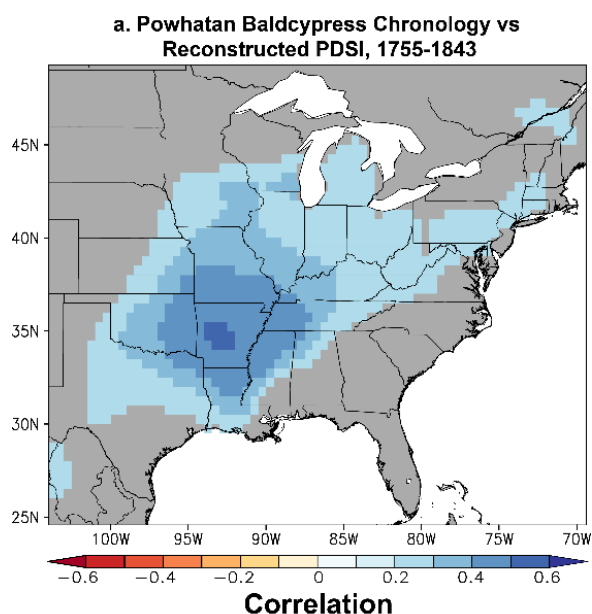 a. Powhatan Baldcypress Chronology vs
Reconstructed PDSI, 1755-1843
45N
40N
35N
30N
25N
100W 95W 90W 85W 80W 75W 70W
−0.6 −0.4 −0.2 0 0.2 0.4 0.6
Correlation